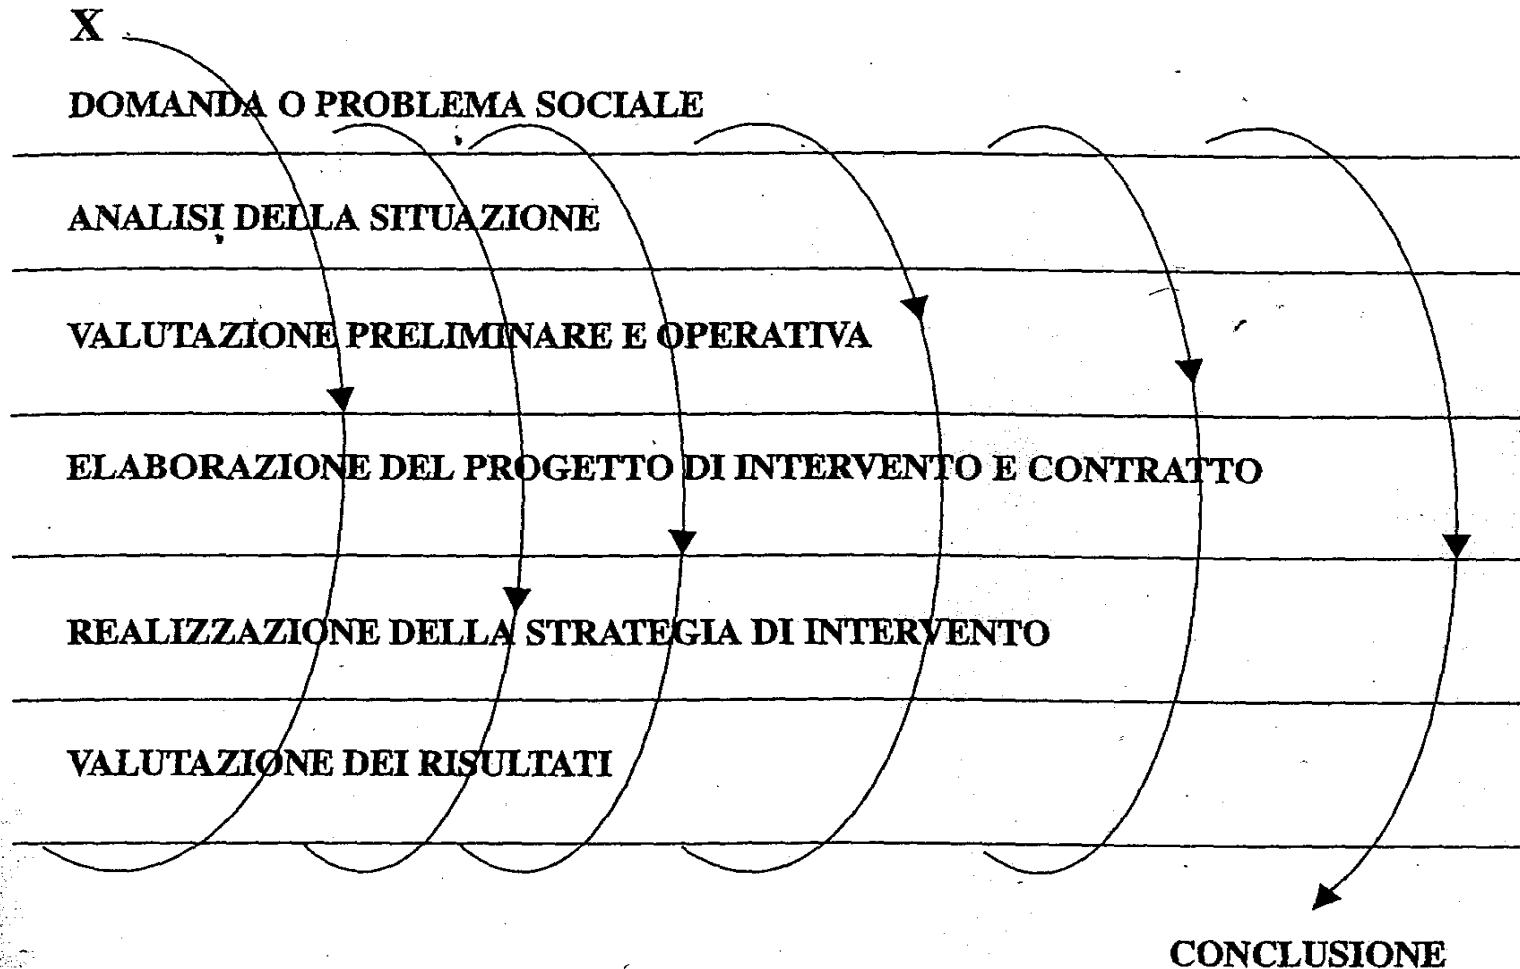 X
DOMANDA O PROBLEMA SOCIALE
ANALISI DELLA SITUAZIONE
VALUTAZIONE PRELIMINARE E OPERATIVA
ELABORAZIONE DEL PROGETTO DI INTERVENTO E CONTRATTO
REALIZZAZIONE DELLA STRATEGIA DI INTERVENTO
VALUTAZIONE DEI RISULTATI
CONCLUSIONE